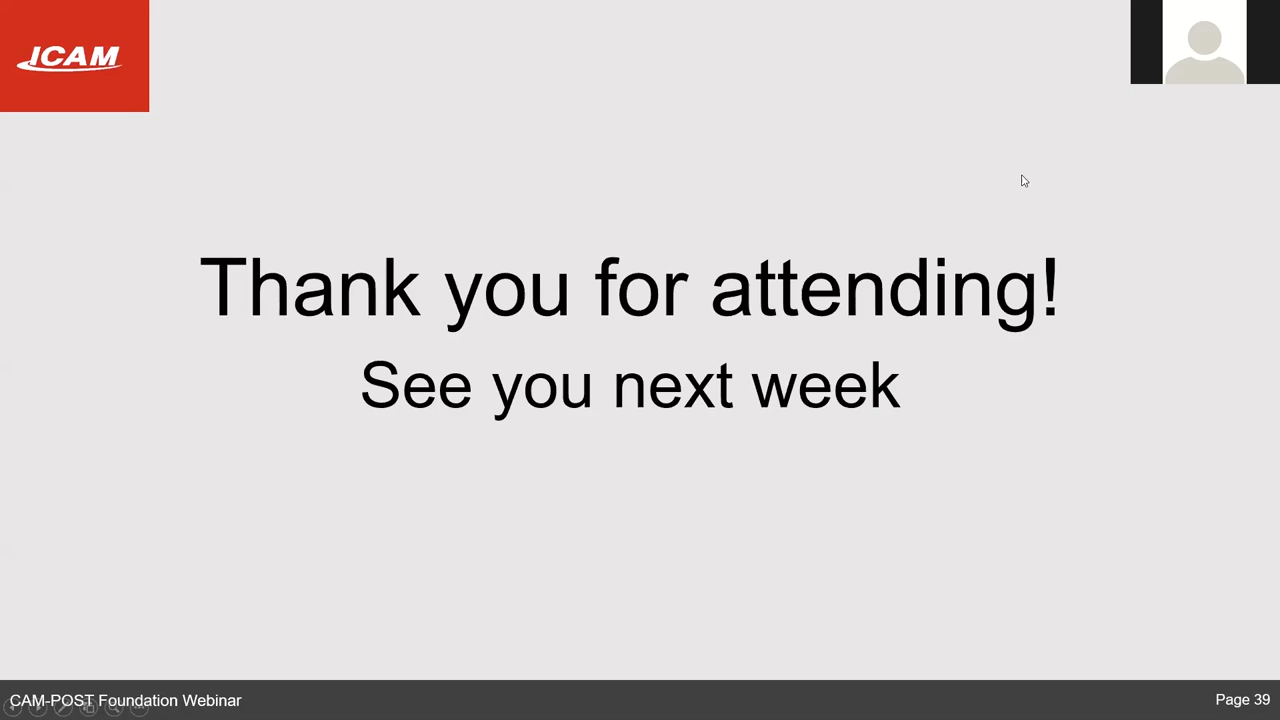 ICAM
Thank you for attending!
See you next week
CAM-POST Foundation Webinar
Page 39